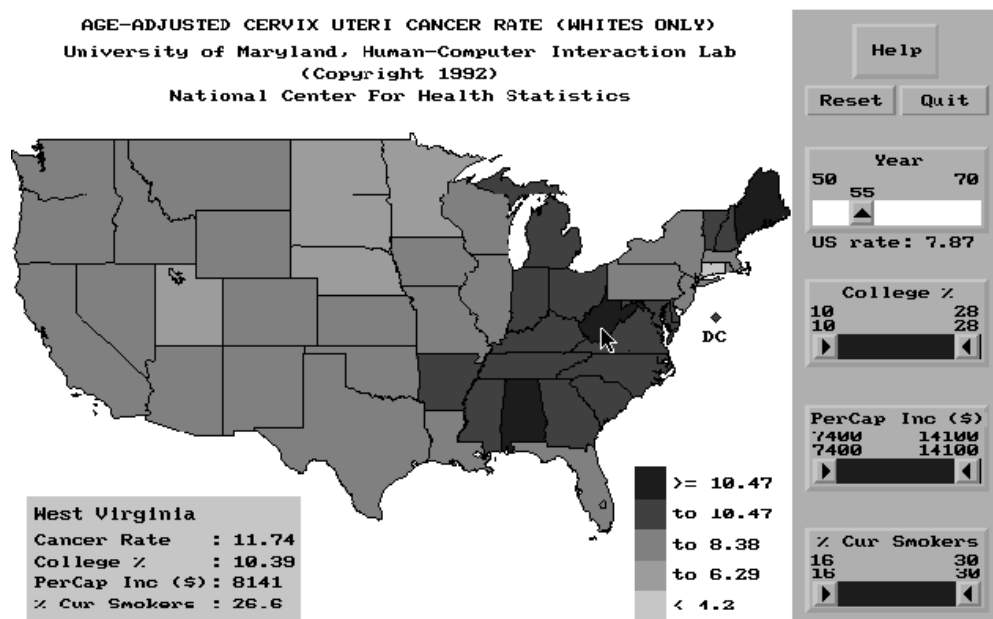 AGE-ADJUSTED CERVIX UTERI CANCER RATE (WHITES ONLY)
University of Maryland, Human-Computer Interaction Lab
(Copyright 1992)
National Center For Health Statistics
Help
Reset Quit
Year
50 70
55
US rate: 7.87
College %
10 28
10 28
PerCap Inc ($)
7400 14100
7400 14100
% Cur Smokers
16 30
16 30
DC
>= 10.47
to 10.47
to 8.38
to 6.29
< 4.2
West Virginia
Cancer Rate : 11.74
College % : 10.39
PerCap Inc ($): 8141
% Cur Smokers : 26.6